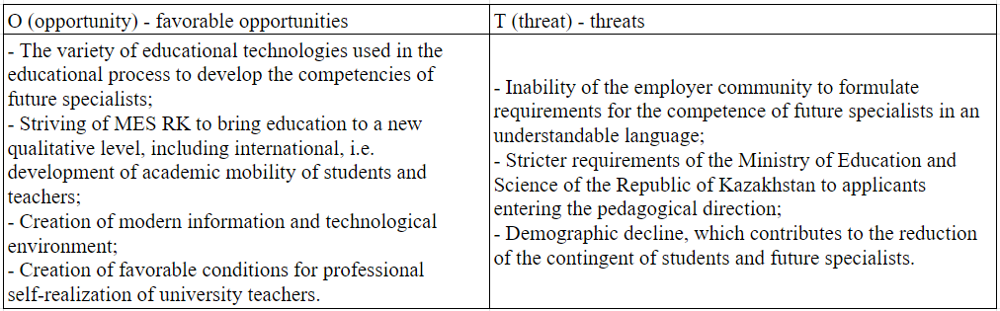 O (opportunity) - favorable opportunities
- The variety of educational technologies used in the
educational process to develop the competencies of
future specialists;
- Striving of MES RK to bring education to a new
qualitative level, including international, i.e.
development of academic mobility of students and
teachers;
- Creation of modern information and technological
environment;
- Creation of favorable conditions for professional
self-realization of university teachers.
T (threat) - threats
- Inability of the employer community to formulate
requirements for the competence of future specialists in an
understandable language;
- Stricter requirements of the Ministry of Education and
Science of the Republic of Kazakhstan to applicants
entering the pedagogical direction;
- Demographic decline, which contributes to the reduction
of the contingent of students and future specialists.